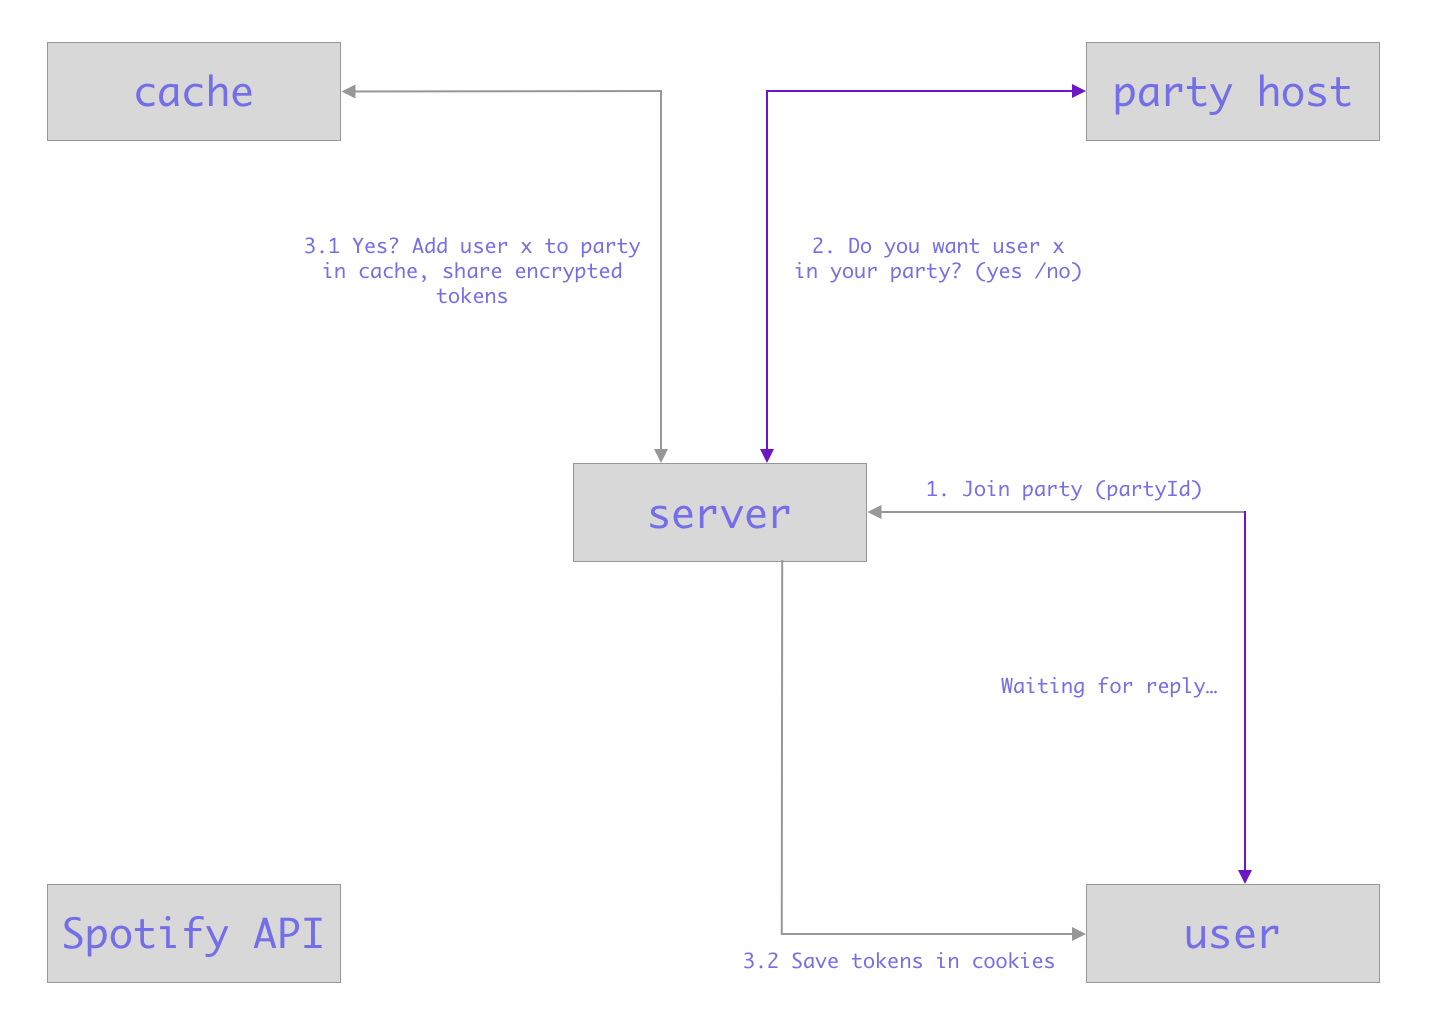 cache
party host
3.1 Yes? Add user x to party
in cache, share encrypted
tokens
2. Do you want user x
in your party? (yes /no)
1. Join party (partyId)
server
Waiting for reply…
Spotify API
user
3.2 Save tokens in cookies